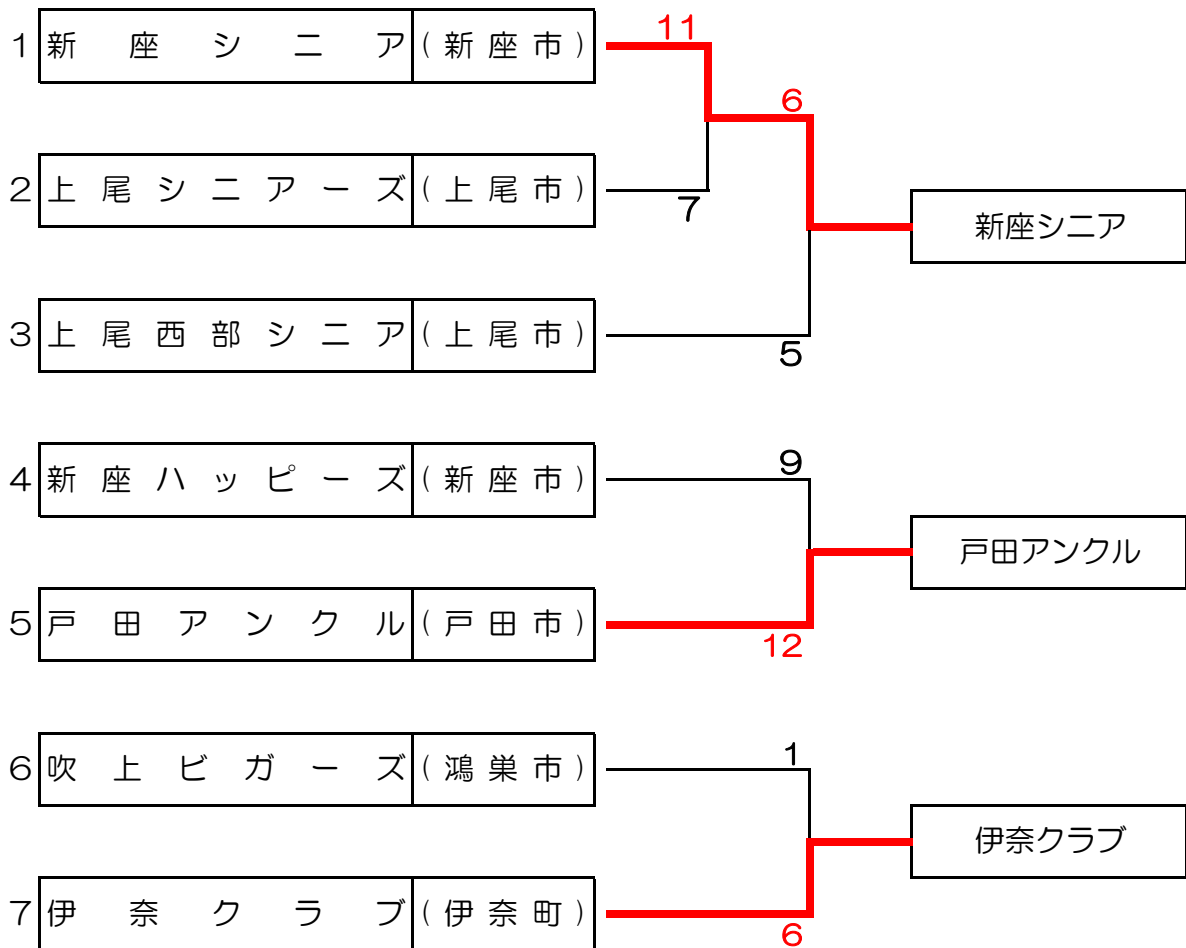 11
1 新座シニア (新座市)
6
2 上尾シニアーズ (上尾市)
7
新座シニア
3 上尾西部シニア (上尾市)
5
9
4 新座ハッピーズ (新座市)
戸田アンクル
5 戸田アンクル (戸田市)
12
1
6 吹上ビガーズ (鴻巣市)
伊奈クラブ
7 伊奈クラブ (伊奈町)
6